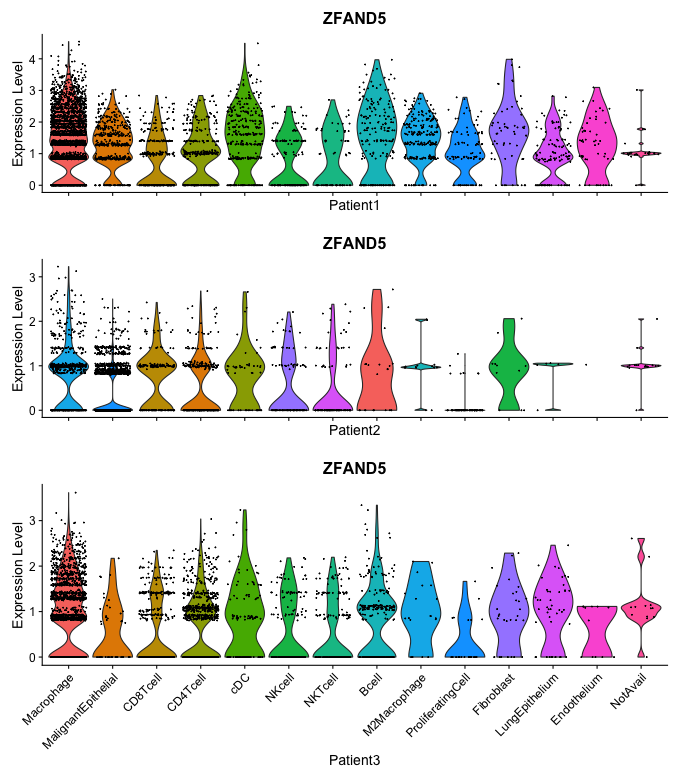 ZFAND5
Expression Level
4
3
2
1
0
Patient1
ZFAND5
Expression Level
3
2
1
0
Patient2
ZFAND5
Expression Level
3
2
1
0
Macrophage
MalignantEpithelial
CD8Tcell
CD4Tcell
cDC
NKcell
NKTcell
Bcell
M2Macrophage
ProliferatingCell
Fibroblast
LungEpithelium
Endothelium
NotAvail
Patient3